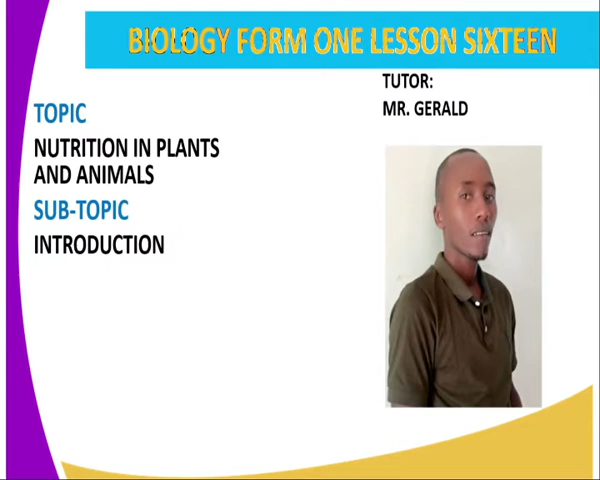 BIOLOGY FORM ONE LESSON SIXTEEN
TUTOR:
MR. GERALD
TOPIC
NUTRITION IN PLANTS
AND ANIMALS
SUB-TOPIC
INTRODUCTION